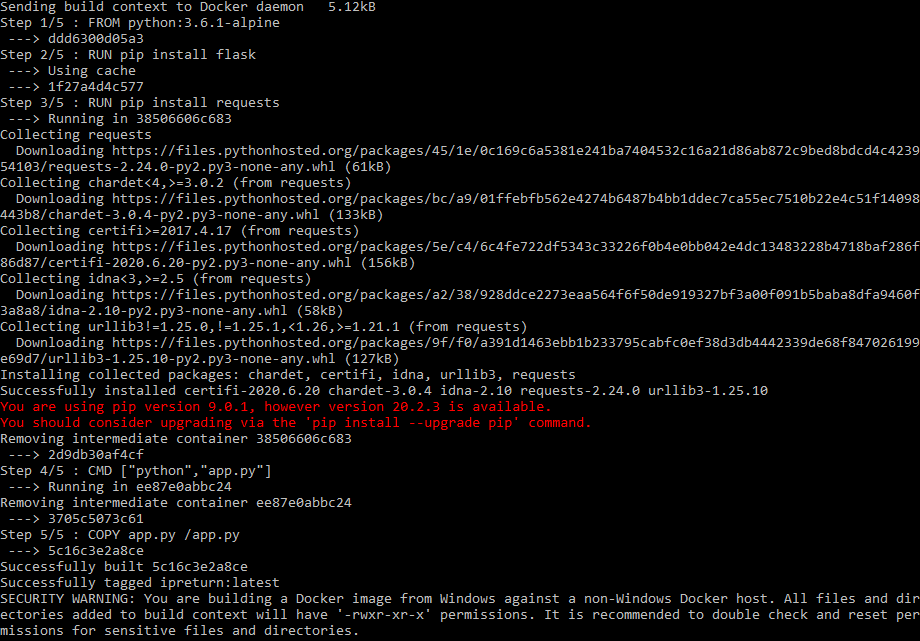 Sending build context to Docker daemon   5.12kB
Step 1/5 : FROM python:3.6.1-alpine
 ---> ddd6300d05a3
Step 2/5 : RUN pip install flask
 ---> Using cache
 ---> 1f27a4d4c577
Step 3/5 : RUN pip install requests
 ---> Running in 38506606c683
Collecting requests
  Downloading https://files.pythonhosted.org/packages/45/1e/0c169c6a5381e241ba7404532c16a21d86ab872c9bed8bdcd4c4239
54103/requests-2.24.0-py2.py3-none-any.whl (61kB)
Collecting chardet<4,>=3.0.2 (from requests)
  Downloading https://files.pythonhosted.org/packages/bc/a9/01ffebfb562e4274b6487b4bb1ddec7ca55ec7510b22e4c51f14098
443b8/chardet-3.0.4-py2.py3-none-any.whl (133kB)
Collecting certifi>=2017.4.17 (from requests)
  Downloading https://files.pythonhosted.org/packages/5e/c4/6c4fe722df5343c33226f0b4e0bb042e4dc13483228b4718baf286f
86d87/certifi-2020.6.20-py2.py3-none-any.whl (156kB)
Collecting idna<3,>=2.5 (from requests)
  Downloading https://files.pythonhosted.org/packages/a2/38/928ddce2273eaa564f6f50de919327bf3a00f091b5baba8dfa9460f
3a8a8/idna-2.10-py2.py3-none-any.whl (58kB)
Collecting urllib3!=1.25.0,!=1.25.1,<1.26,>=1.21.1 (from requests)
  Downloading https://files.pythonhosted.org/packages/9f/f0/a391d1463ebb1b233795cabfc0ef38d3db4442339de68f847026199
e69d7/urllib3-1.25.10-py2.py3-none-any.whl (127kB)
Installing collected packages: chardet, certifi, idna, urllib3, requests
Successfully installed certifi-2020.6.20 chardet-3.0.4 idna-2.10 requests-2.24.0 urllib3-1.25.10
You are using pip version 9.0.1, however version 20.2.3 is available.
You should consider upgrading via the 'pip install --upgrade pip' command.
Removing intermediate container 38506606c683
 ---> 2d9db30af4cf
Step 4/5 : CMD ["python","app.py"]
 ---> Running in ee87e0abbc24
Removing intermediate container ee87e0abbc24
 ---> 3705c5073c61
Step 5/5 : COPY app.py /app.py
 ---> 5c16c3e2a8ce
Successfully built 5c16c3e2a8ce
Successfully tagged ipreturn:latest
SECURITY WARNING: You are building a Docker image from Windows against a non-Windows Docker host. All files and dir
ectories added to build context will have '-rwxr-xr-x' permissions. It is recommended to double check and reset per
missions for sensitive files and directories.